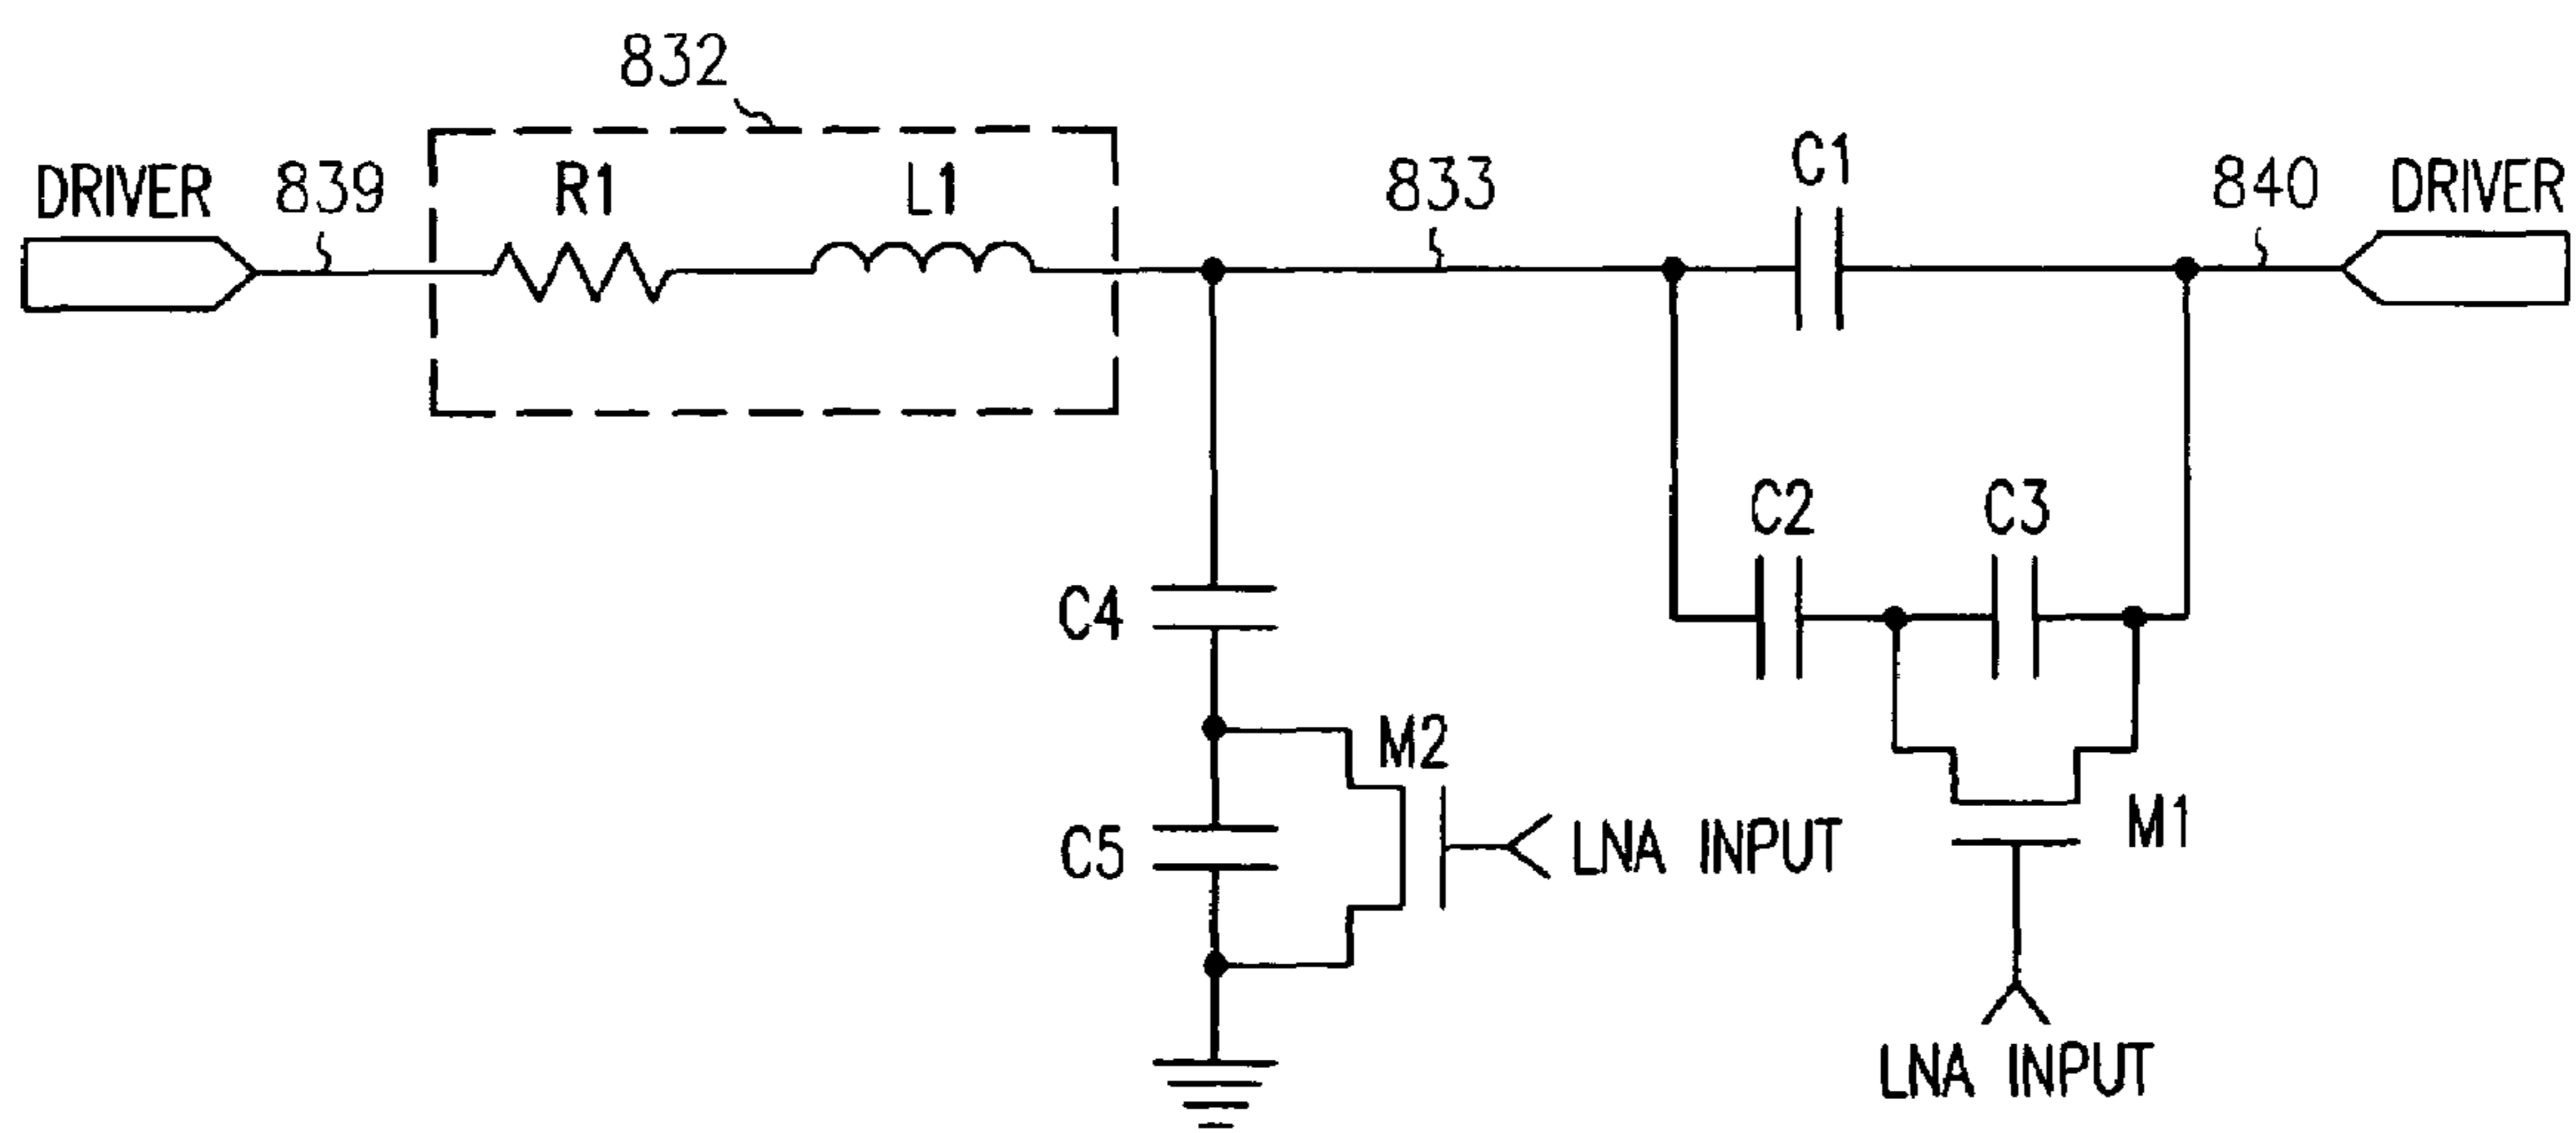 832
DRIVER
839
R1
L1
833
C1
840
DRIVER
C2
C3
C4
M2
C5
LNA INPUT
M1
LNA INPUT